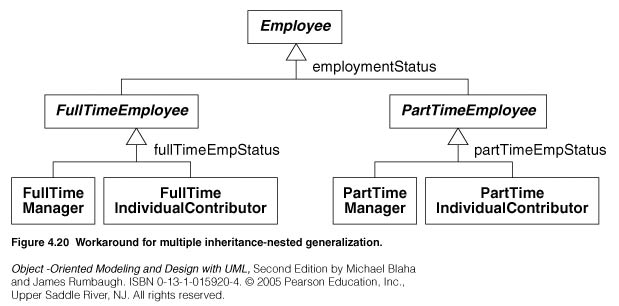 Employee
employmentStatus
FullTimeEmployee
PartTimeEmployee
fullTimeEmpStatus
partTimeEmpStatus
FullTime
Manager
FullTime
IndividualContributor
PartTime
Manager
PartTime
IndividualContributor
Figure 4.20 Workaround for multiple inheritance-nested generalization.
Object -Oriented Modeling and Design with UML, Second Edition by Michael Blaha
and James Rumbaugh. ISBN 0-13-1-015920-4. © 2005 Pearson Education, Inc.,
Upper Saddle River, NJ. All rights reserved.